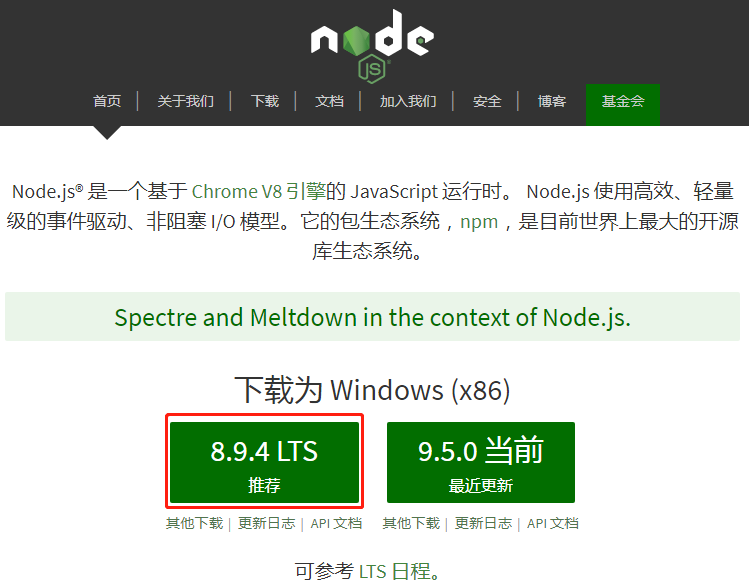 node
JS
首页 | 关于我们 | 下载 | 文档 | 加入我们 | 安全 | 博客 基金会
Node.js® 是一个基于 Chrome V8 引擎的 JavaScript 运行时。 Node.js 使用高效、轻量
级的事件驱动、非阻塞 I/O 模型。它的包生态系统，npm，是目前世界上最大的开源
库生态系统。
Spectre and Meltdown in the context of Node.js.
下载为 Windows (x86)
8.9.4 LTS
推荐
9.5.0 当前
最近更新
其他下载 | 更新日志 | API 文档
其他下载 | 更新日志 | API 文档
可参考 LTS 日程。